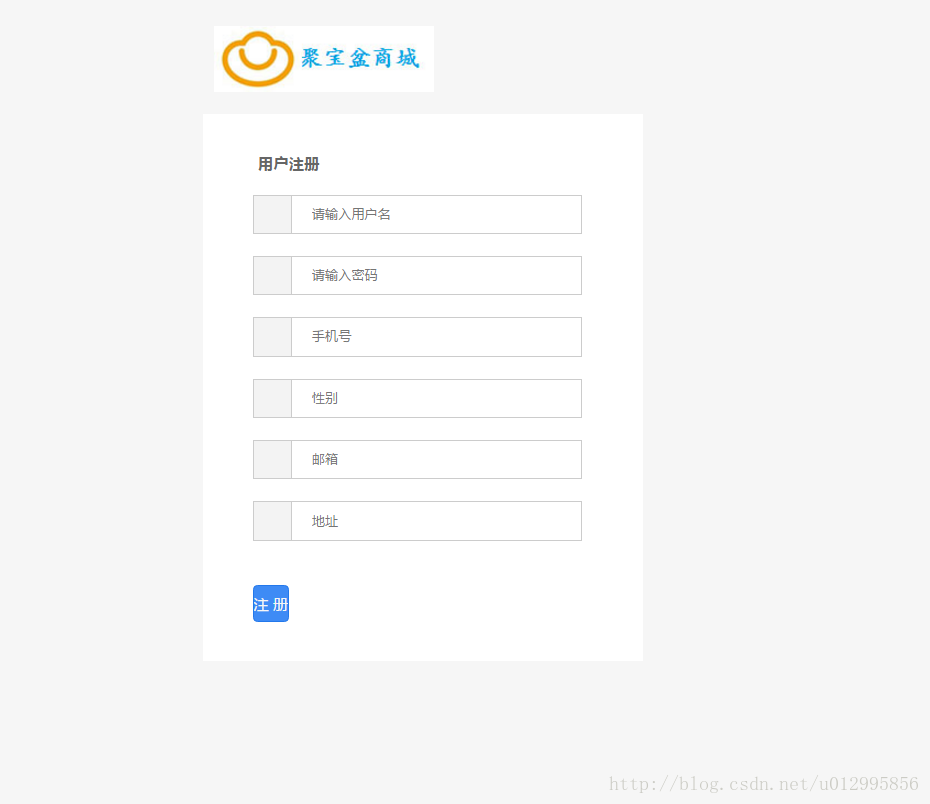 聚宝盆商城
用户注册
请输入用户名
请输入密码
手机号
性别
邮箱
地址
注 册
http://blog.csdn.net/u012995856